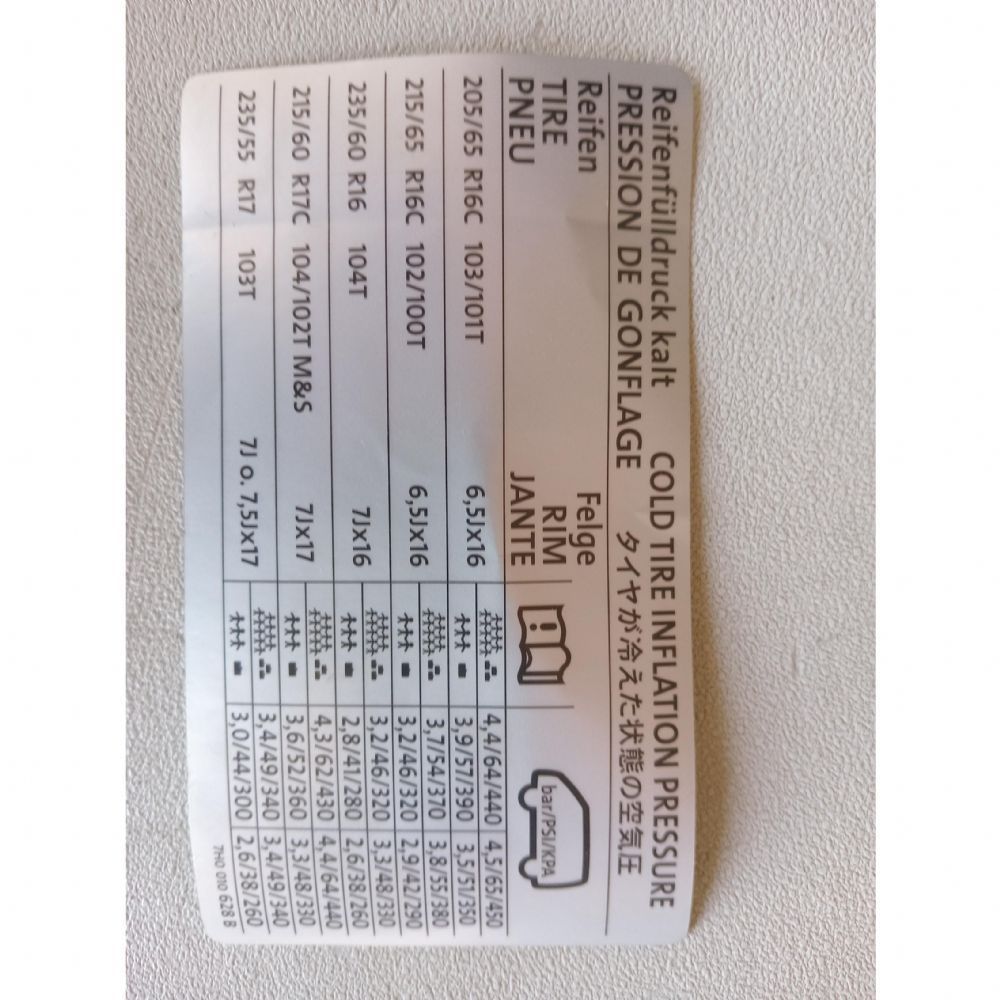 Reifenfülldruck kalt COLD TIRE INFLATION PRESSURE
PRESSION DE GONFLAGE タイヤが冷えた状態の空気圧
Reifen Felge
TIRE RIM
PNEU JANTE
bar/PSI/KPA
205/65 R16C 103/101T 6,5Jx16 4,4/64/440 4,5/65/450
3,9/57/390 3,5/51/350
215/65 R16C 102/100T 6,5Jx16 3,7/54/370 3,8/55/380
3,2/46/320 2,9/42/290
235/60 R16 104T 7Jx16 3,2/46/320 3,3/48/330
2,8/41/280 2,6/38/260
215/60 R17C 104/102T M&S 7Jx17 4,3/62/430 4,4/64/440
3,6/52/360 3,3/48/330
235/55 R17 103T 7J o. 7,5Jx17 3,4/49/340 3,4/49/340
3,0/44/300 2,6/38/260
7H0 010 628 B